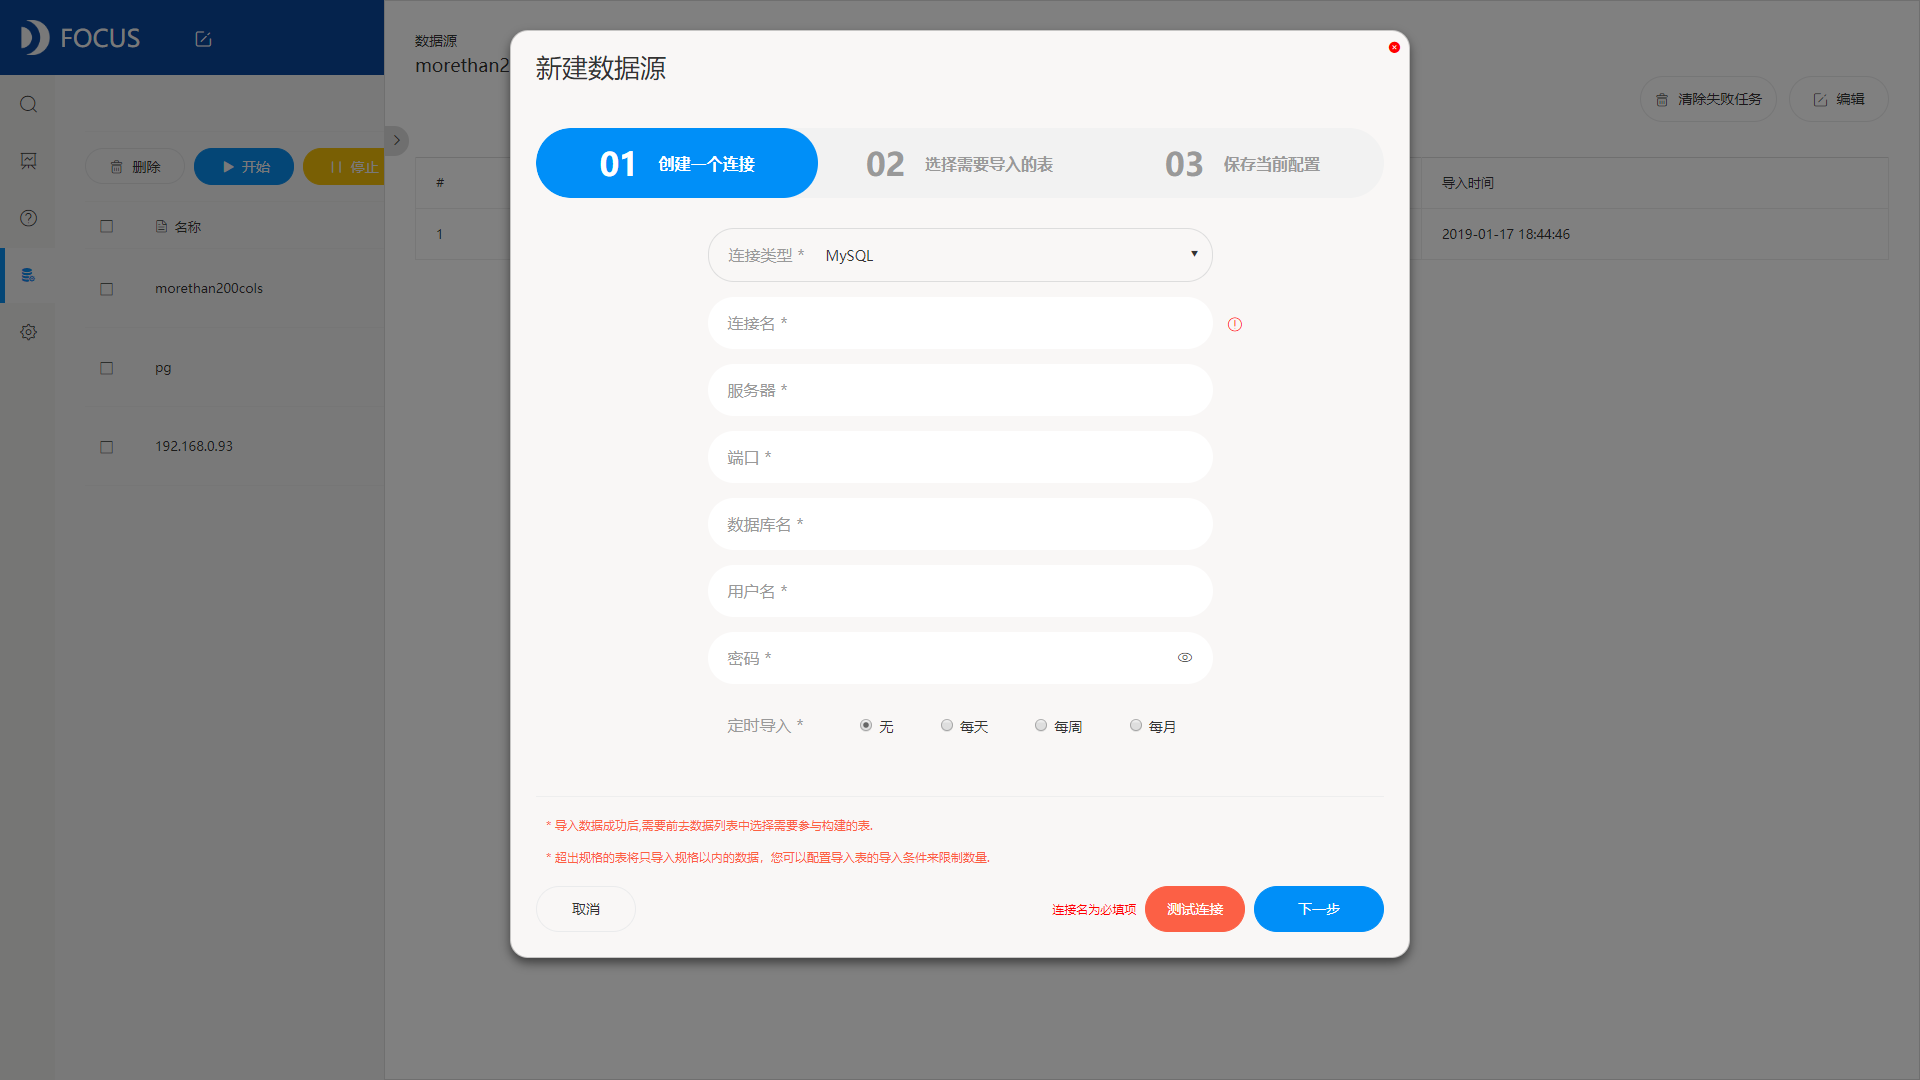 FOCUS
删除
开始
停止
名称
morethan200cols
pg
192.168.0.93
数据源
morethan2
清除失败任务
编辑
#
导入时间
1
2019-01-17 18:44:46
新建数据源
01 创建一个连接
02 选择需要导入的表
03 保存当前配置
连接类型 * MySQL
连接名 *
服务器 *
端口 *
数据库名 *
用户名 *
密码 *
定时导入 * 无 每天 每周 每月
* 导入数据成功后,需要前去数据列表中选择需要参与构建的表.
* 超出规格的表将只导入规格以内的数据，您可以配置导入表的导入条件来限制数量.
取消
连接名为必填项
测试连接
下一步